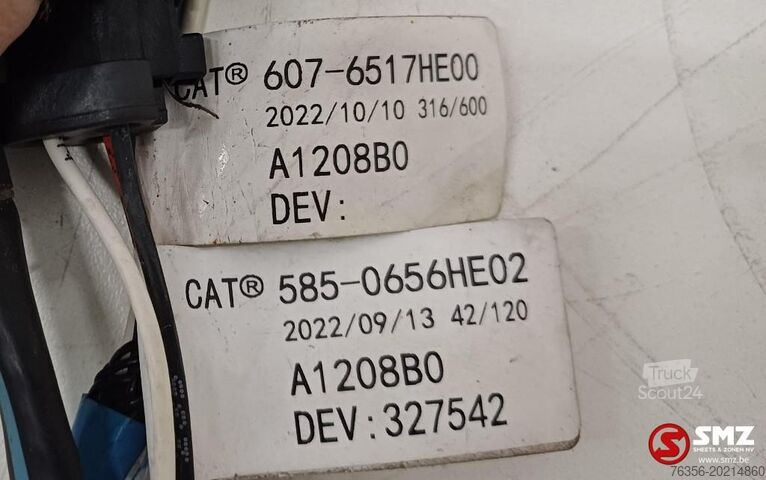 CAT® 607-6517HE00
2022/10/10 316/600
A1208B0
DEV:
CAT® 585-0656HE02
2022/09/13 42/120
A1208B0
DEV:327542
Truck
Scout24
SMZ
SMEETS & ZONEN NV
www.smz.be
76356-20214860